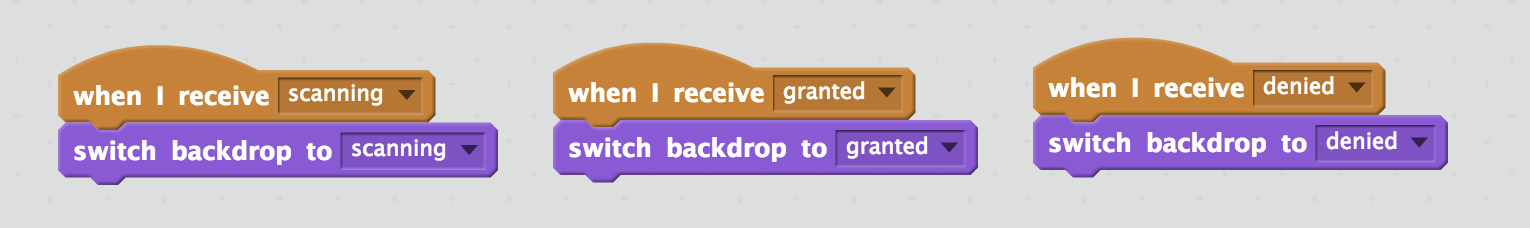 when I receive scanning
switch backdrop to scanning
when I receive granted
switch backdrop to granted
when I receive denied
switch backdrop to denied